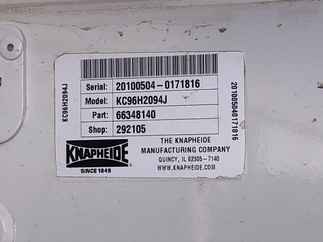 Serial: 20100504-0171816
Model: KC96H2094J
Part: 66348140
Shop: 292105
KNAPHEIDE
SINCE 1848
THE KNAPHEIDE
MANUFACTURING COMPANY
QUINCY, IL 62305-7140
WWW.KNAPHEIDE.COM
20100504-0171816